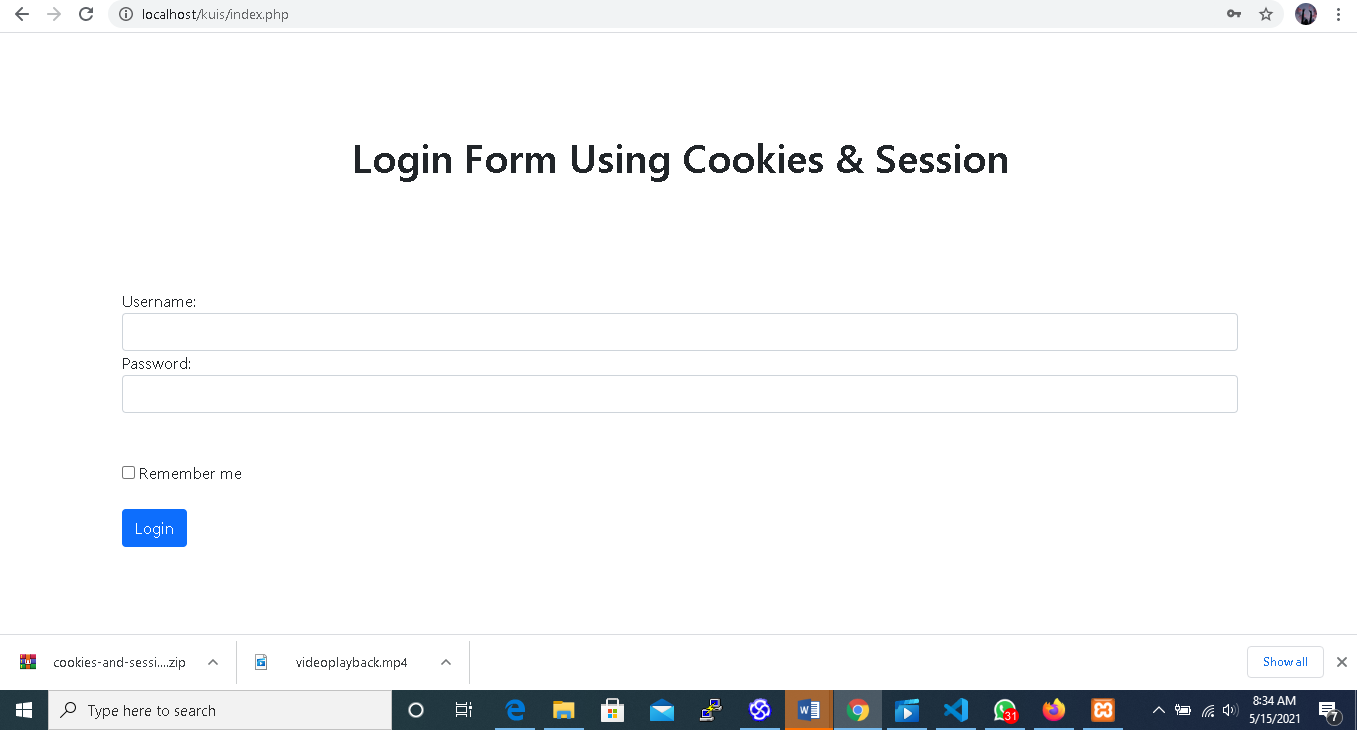 localhost/kuis/index.php
Login Form Using Cookies & Session
Username:
Password:
Remember me
Login
cookies-and-sessi....zip
videoplayback.mp4
Show all
Type here to search
31
8:34 AM
5/15/2021
7